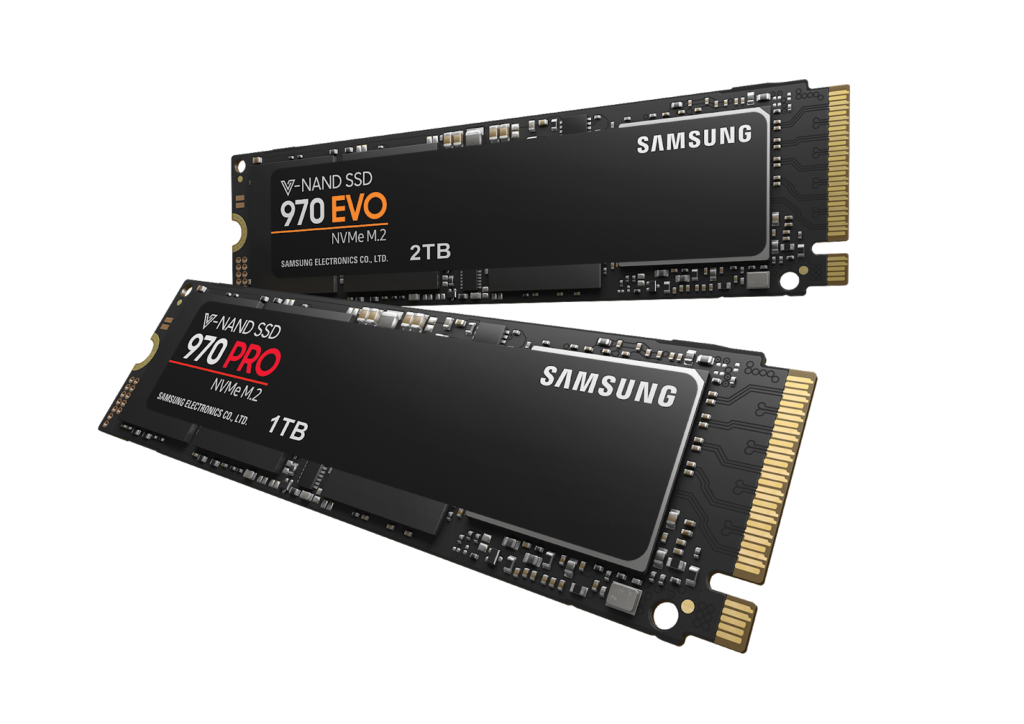 SAMSUNG
V-NAND SSD
970 EVO
NVMe M.2
SAMSUNG ELECTRONICS CO., LTD.
2TB
V-NAND SSD
970 PRO
NVMe M.2
SAMSUNG ELECTRONICS CO., LTD.
1TB
SAMSUNG